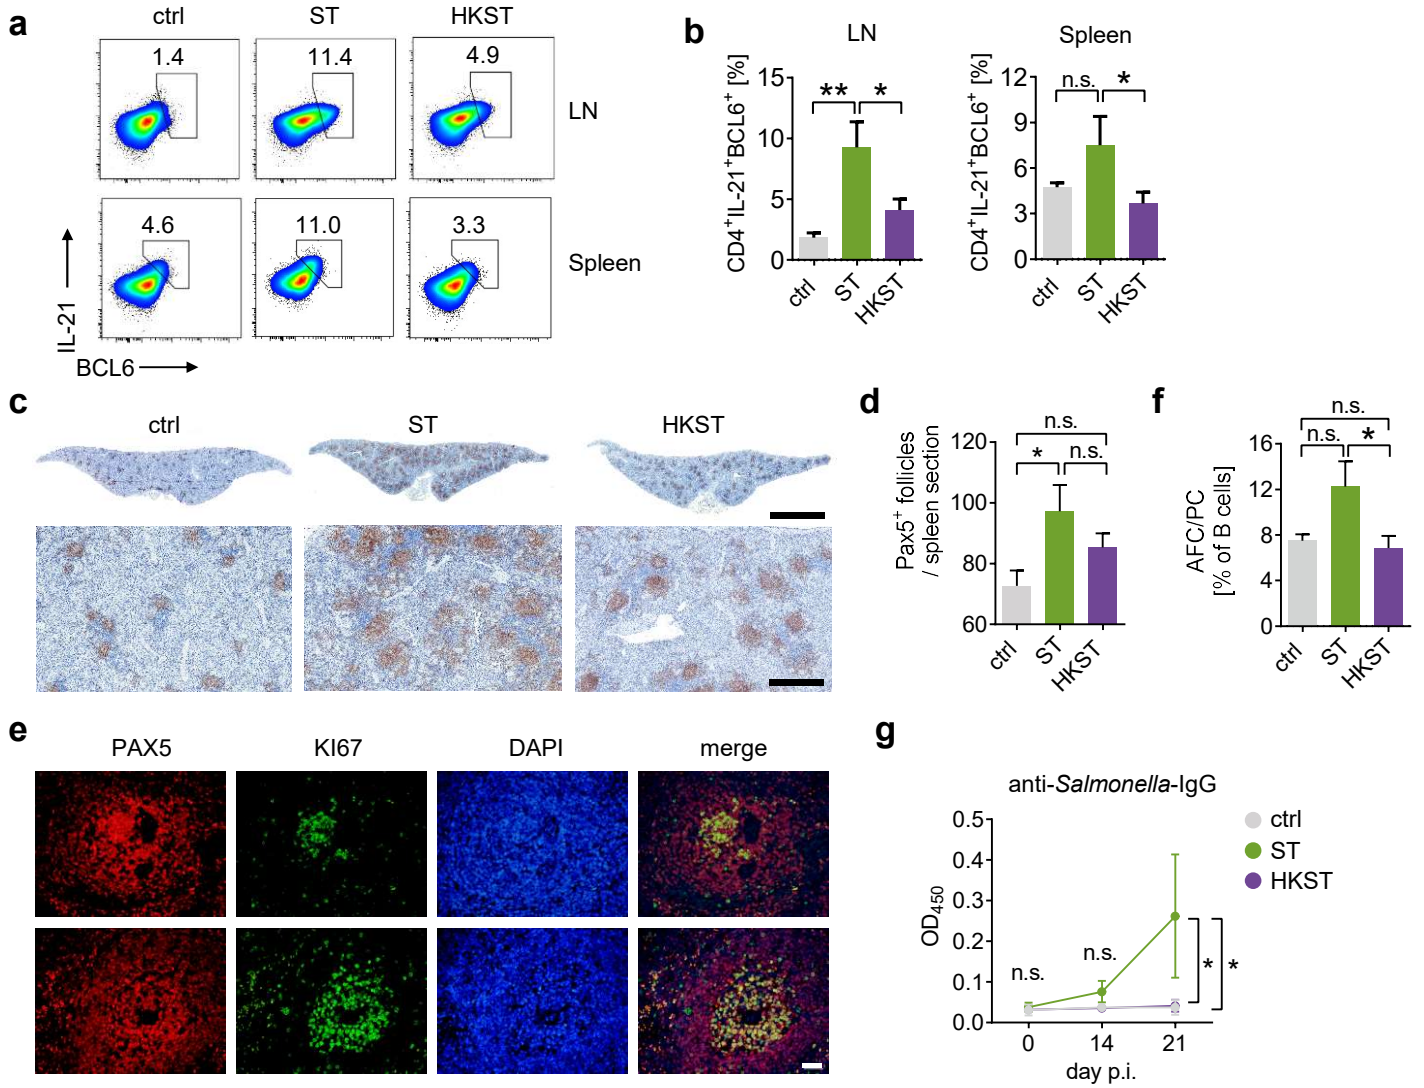 a
ctrl ST HKST
1.4 11.4 4.9
LN
4.6 11.0 3.3
Spleen
IL-21
BCL6
b
LN
CD4⁺IL-21⁺BCL6⁺ [%]
15
10
5
0
** *
ctrl ST HKST
Spleen
CD4⁺IL-21⁺BCL6⁺ [%]
12
9
6
3
0
n.s. *
ctrl ST HKST
c
ctrl ST HKST
d
Pax5⁺ follicles
/ spleen section
120
100
80
60
n.s.
* n.s.
ctrl ST HKST
f
AFC/PC
[% of B cells]
16
12
8
4
0
n.s.
n.s. *
ctrl ST HKST
e
PAX5 KI67 DAPI merge
g
anti-Salmonella-IgG
OD₄₅₀
0.5
0.4
0.3
0.2
0.1
0.0
n.s. n.s. * *
0 14 21
day p.i.
ctrl
ST
HKST